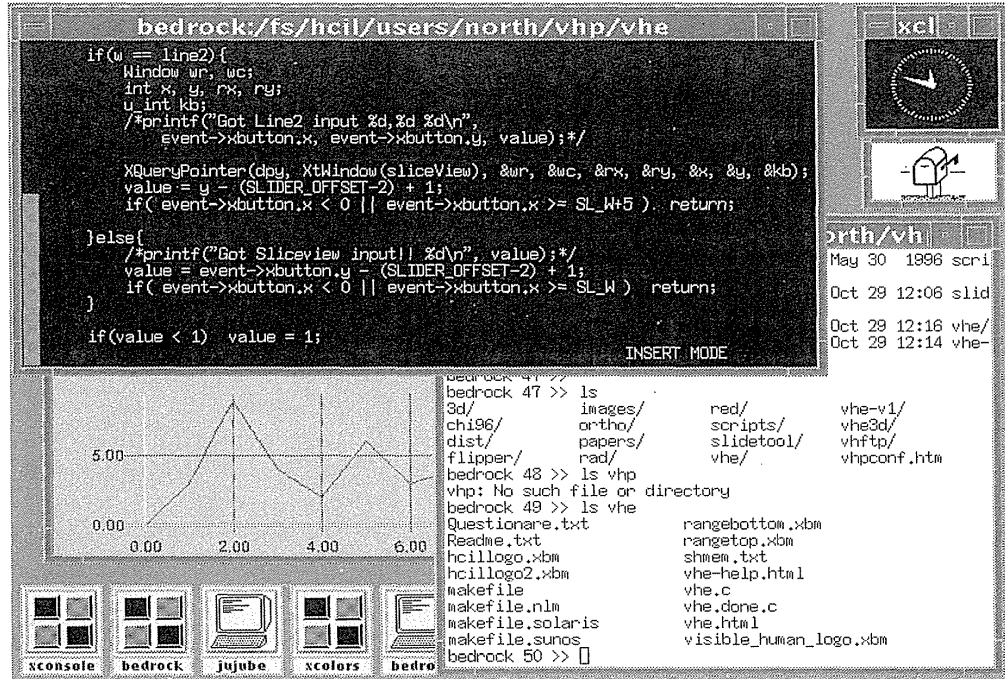 bedrock:/fs/hcil/users/north/vhp/vhe
if(w == line2){
Window wr, wc;
int x, y, rx, ry;
u_int kb;
/*printf("Got Line2 input %d,%d %d\n",
event->xbutton.x, event->xbutton.y, value);*/
XQueryPointer(dpy, XtWindow(sliceView), &wr, &wc, &rx, &ry, &x, &y, &kb);
value = y - (SLIDER_OFFSET-2) + 1;
if( event->xbutton.x < 0 || event->xbutton.x >= SL_W+5 ) return;
}else{
/*printf("Got Sliceview input!! %d\n", value);*/
value = event->xbutton.y - (SLIDER_OFFSET-2) + 1;
if( event->xbutton.x < 0 || event->xbutton.x >= SL_W ) return;
}
if(value < 1) value = 1;
INSERT MODE
xcl
orth/vh
May 30 1996 scri
Oct 29 12:06 slid
Oct 29 12:16 vhe/
Oct 29 12:14 vhe-
bedrock 47 >> ls
3d/ images/ red/ vhe-v1/
chi96/ ortho/ scripts/ vhe3d/
dist/ papers/ slidetool/ vhftp/
flipper/ rad/ vhe/ vhpconf.htm
bedrock 48 >> ls vhp
vhp: No such file or directory
bedrock 49 >> ls vhe
Questionare.txt rangebottom.xbm
Readme.txt rangetop.xbm
hcillogo.xbm shmem.txt
hcillogo2.xbm vhe-help.html
makefile vhe.c
makefile.nlm vhe.done.c
makefile.solaris vhe.html
makefile.sunos visible_human_logo.xbm
bedrock 50 >>
5.00
0.00
0.00 2.00 4.00 6.00
xconsole bedrock jujube xcolors bedro